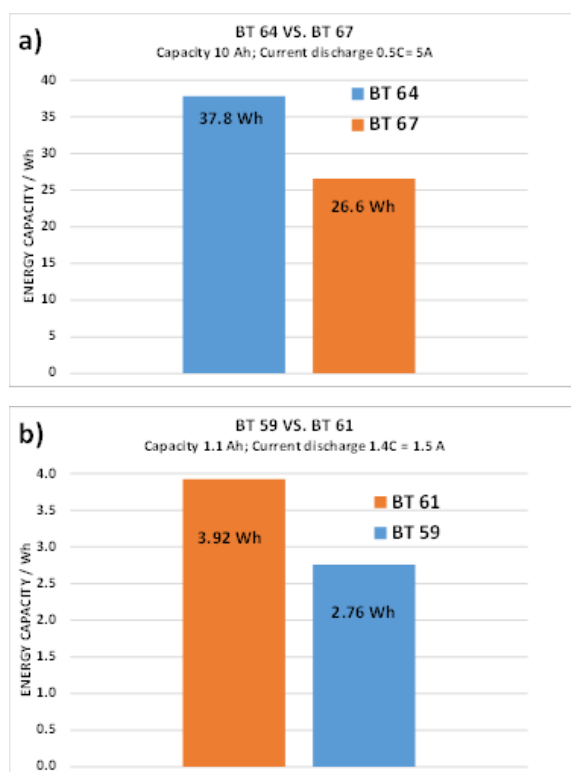 a)
BT 64 VS. BT 67
Capacity 10 Ah; Current discharge 0.5C= 5A
ENERGY CAPACITY / Wh
40
35
30
25
20
15
10
5
0
BT 64
BT 67
37.8 Wh
26.6 Wh
b)
BT 59 VS. BT 61
Capacity 1.1 Ah; Current discharge 1.4C = 1.5 A
ENERGY CAPACITY / Wh
4.0
3.5
3.0
2.5
2.0
1.5
1.0
0.5
0.0
BT 61
BT 59
3.92 Wh
2.76 Wh